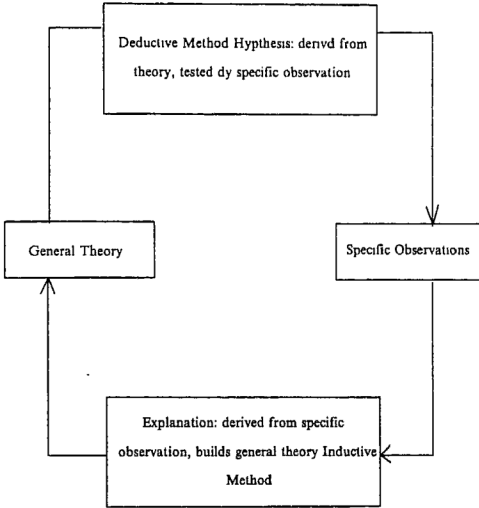 Deductive Method Hypthesis: derivd from
theory, tested dy specific observation
General Theory
Specific Observations
Explanation: derived from specific
observation, builds general theory Inductive
Method